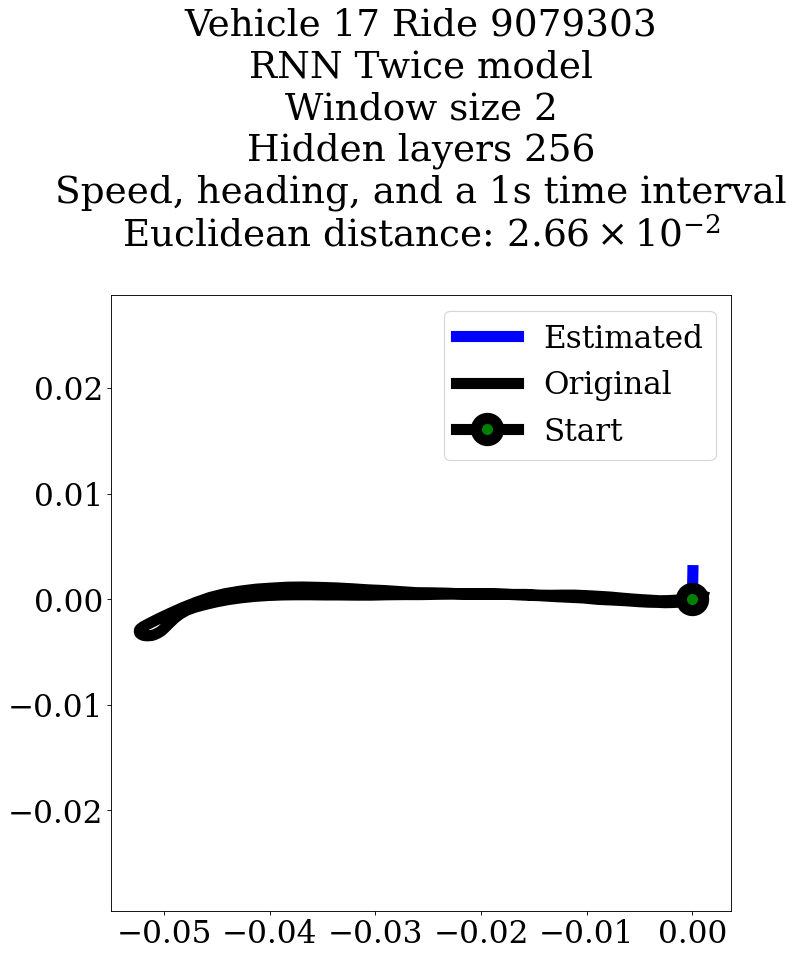 Vehicle 17 Ride 9079303
RNN Twice model
Window size 2
Hidden layers 256
Speed, heading, and a 1s time interval
Euclidean distance: 2.66 × 10⁻²
Estimated
Original
Start
0.02
0.01
0.00
−0.01
−0.02
−0.05 −0.04 −0.03 −0.02 −0.01 0.00